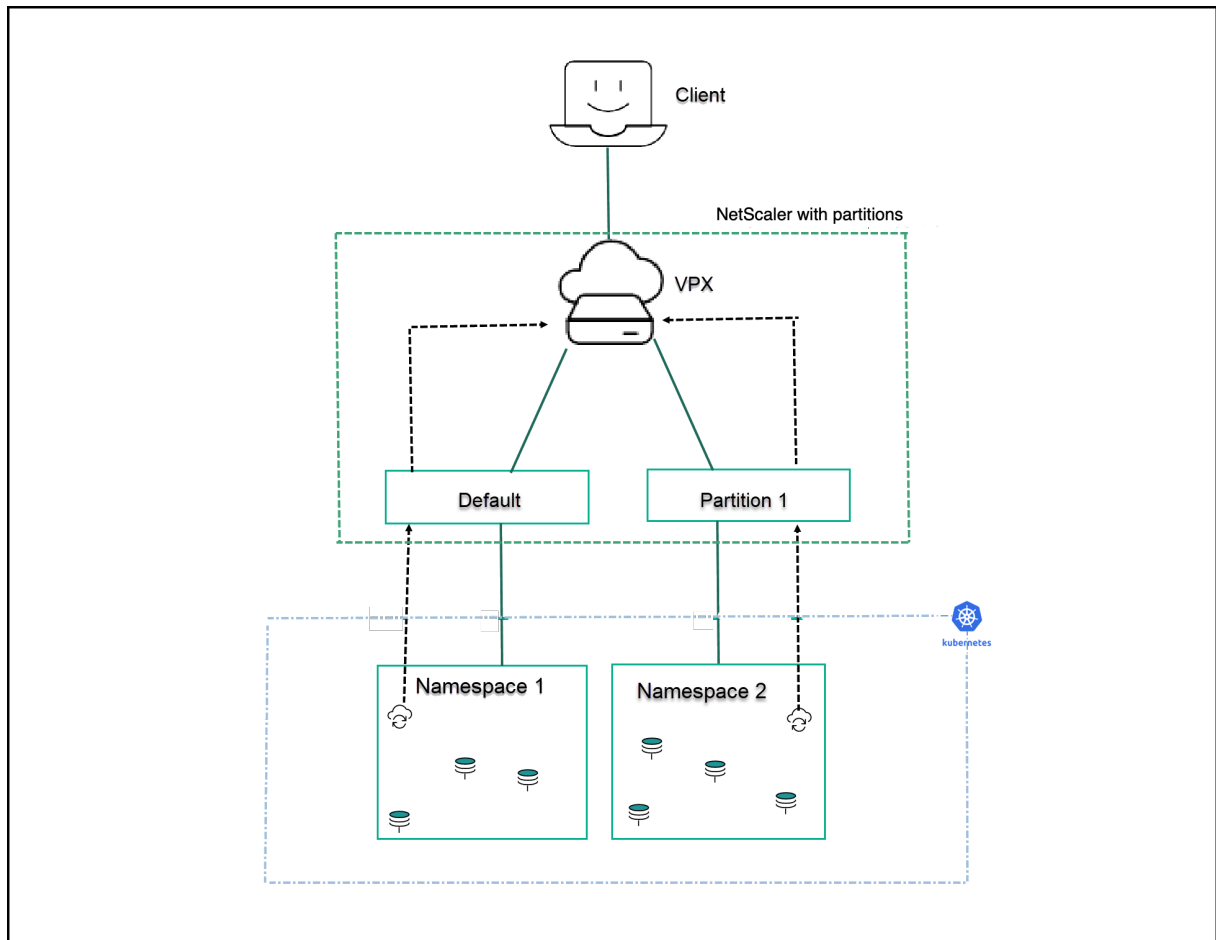 Client
NetScaler with partitions
VPX
Default
Partition 1
kubernetes
Namespace 1
Namespace 2